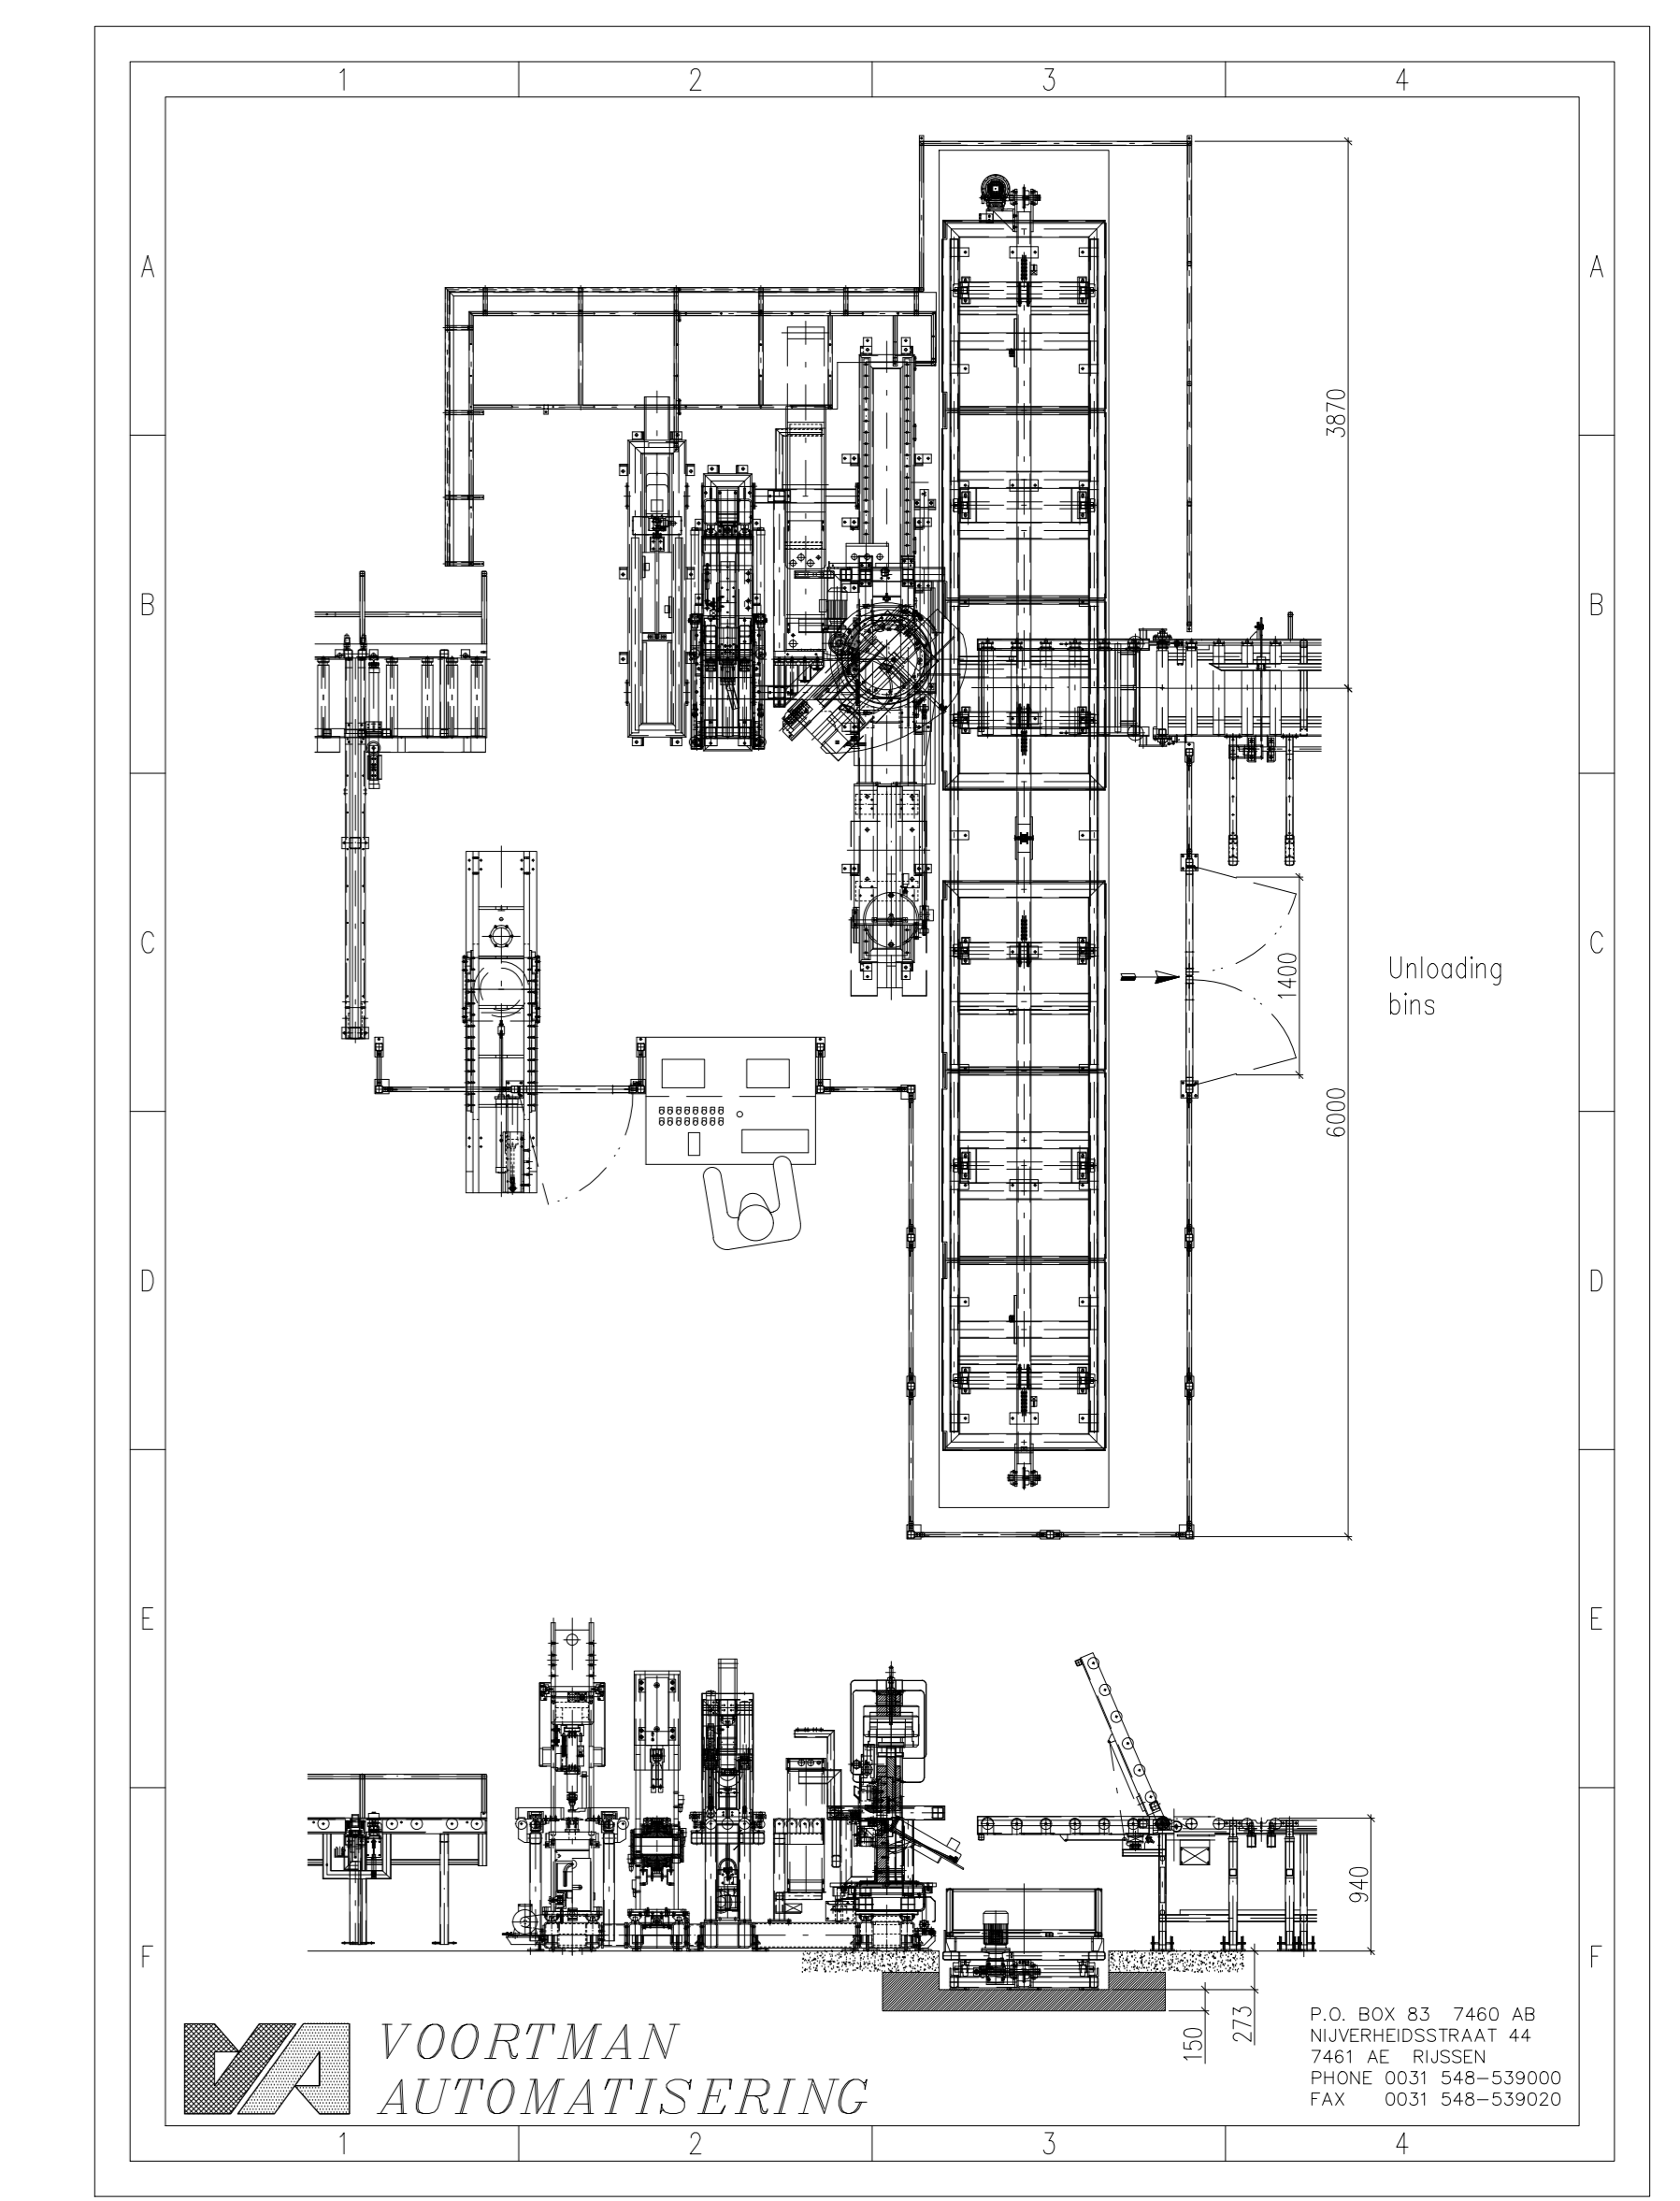 1 2 3 4
A A
3870
B B
C C
Unloading
bins
1400
6000
D D
E E
940
F F
273
150
VOORTMAN
AUTOMATISERING
P.O. BOX 83 7460 AB
NIJVERHEIDSSTRAAT 44
7461 AE RIJSSEN
PHONE 0031 548-539000
FAX 0031 548-539020
1 2 3 4